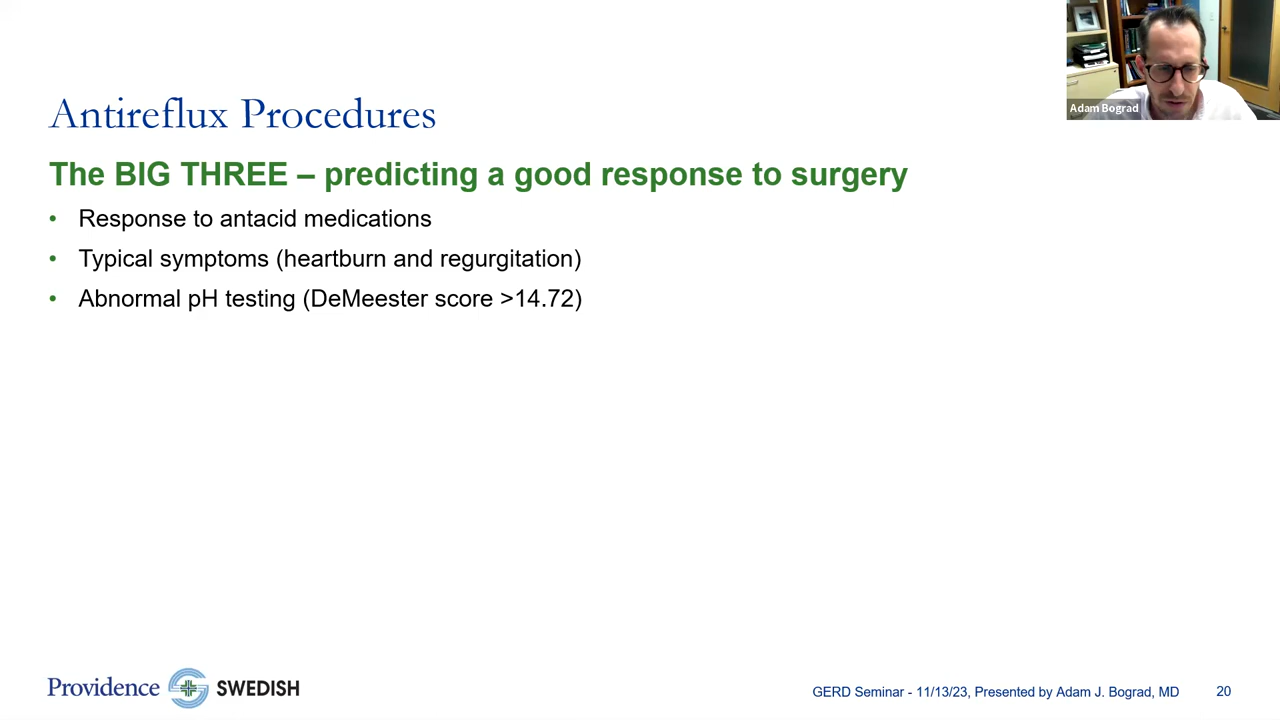 Adam Bograd
Antireflux Procedures
The BIG THREE – predicting a good response to surgery
• Response to antacid medications
• Typical symptoms (heartburn and regurgitation)
• Abnormal pH testing (DeMeester score >14.72)
Providence SWEDISH
GERD Seminar - 11/13/23, Presented by Adam J. Bograd, MD 20